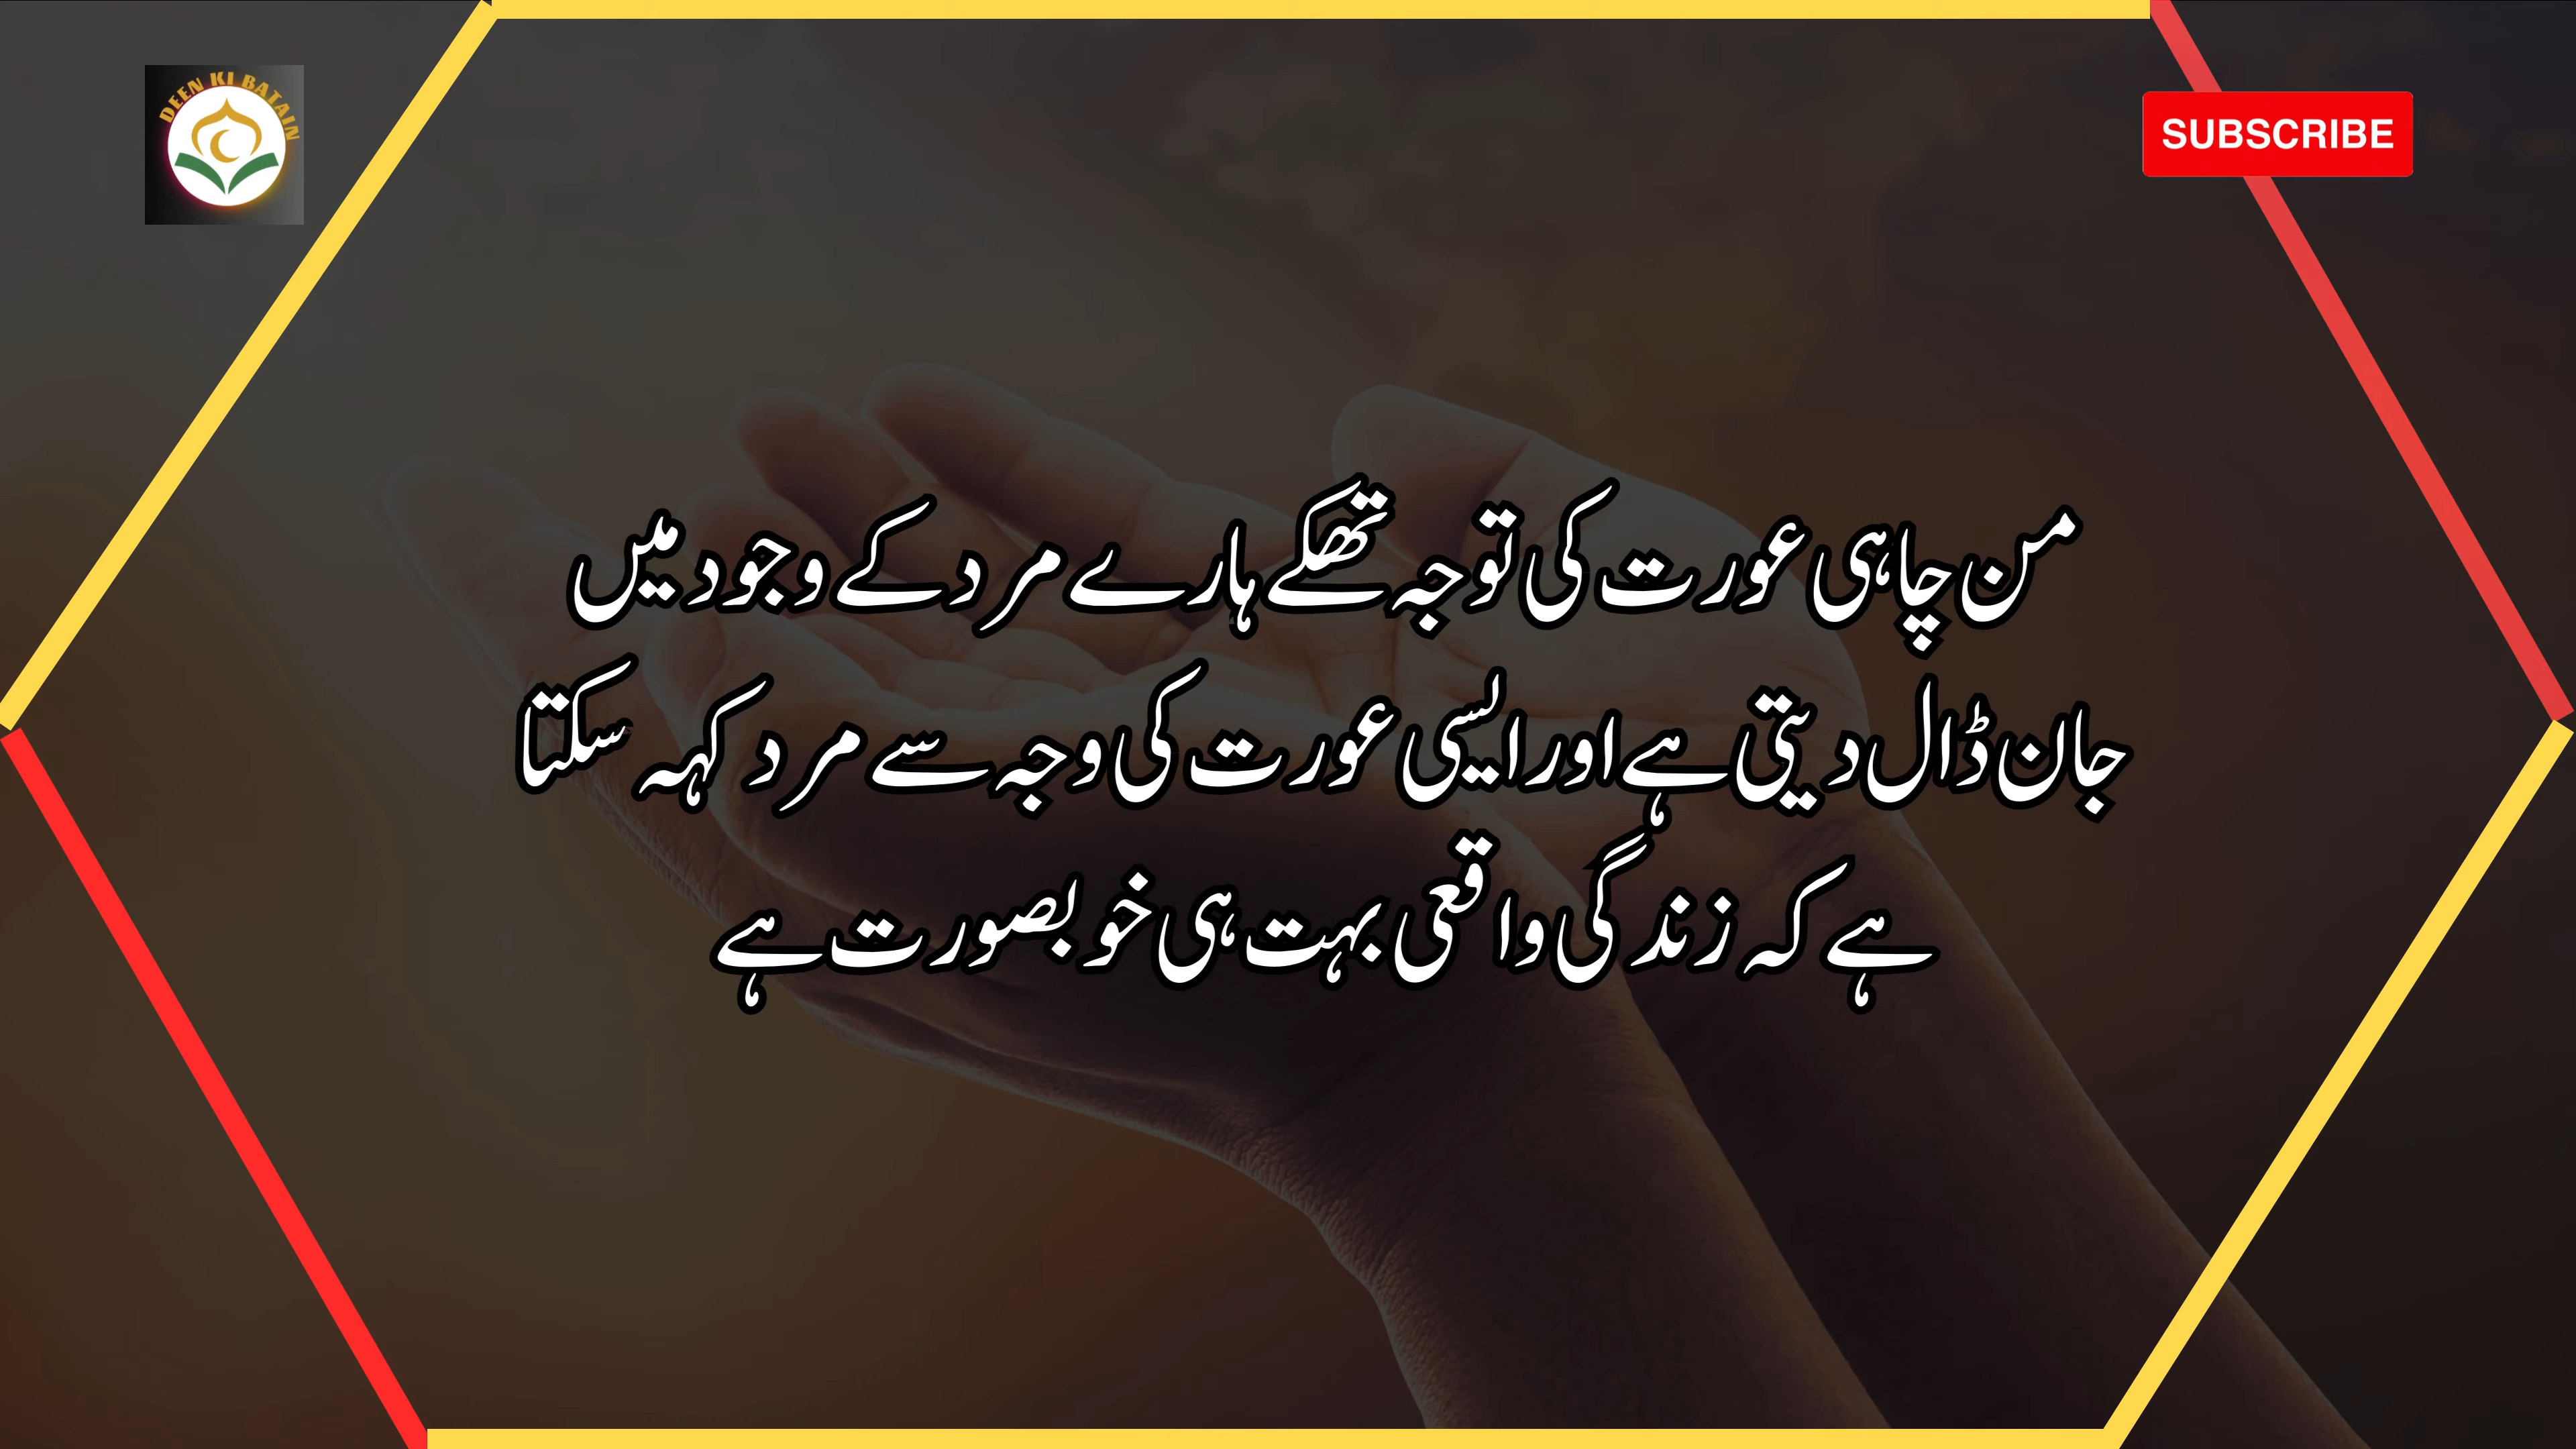 DEEN KI BATAIN
SUBSCRIBE
من چاہی عورت کی توجہ تھکے ہارے مرد کے وجود میں
جان ڈال دیتی ہے اور ایسی عورت کی وجہ سے مرد کہہ سکتا
ہے کہ زندگی واقعی بہت ہی خوبصورت ہے